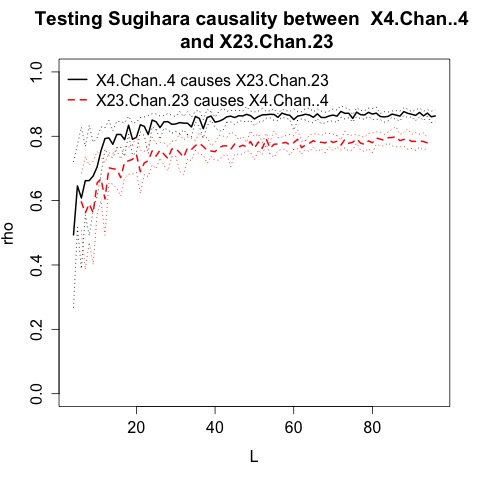 Testing Sugihara causality between  X4.Chan..4
and X23.Chan.23
X4.Chan..4 causes X23.Chan.23
X23.Chan.23 causes X4.Chan..4
rho
1.0
0.8
0.6
0.4
0.2
0.0
20 40 60 80
L